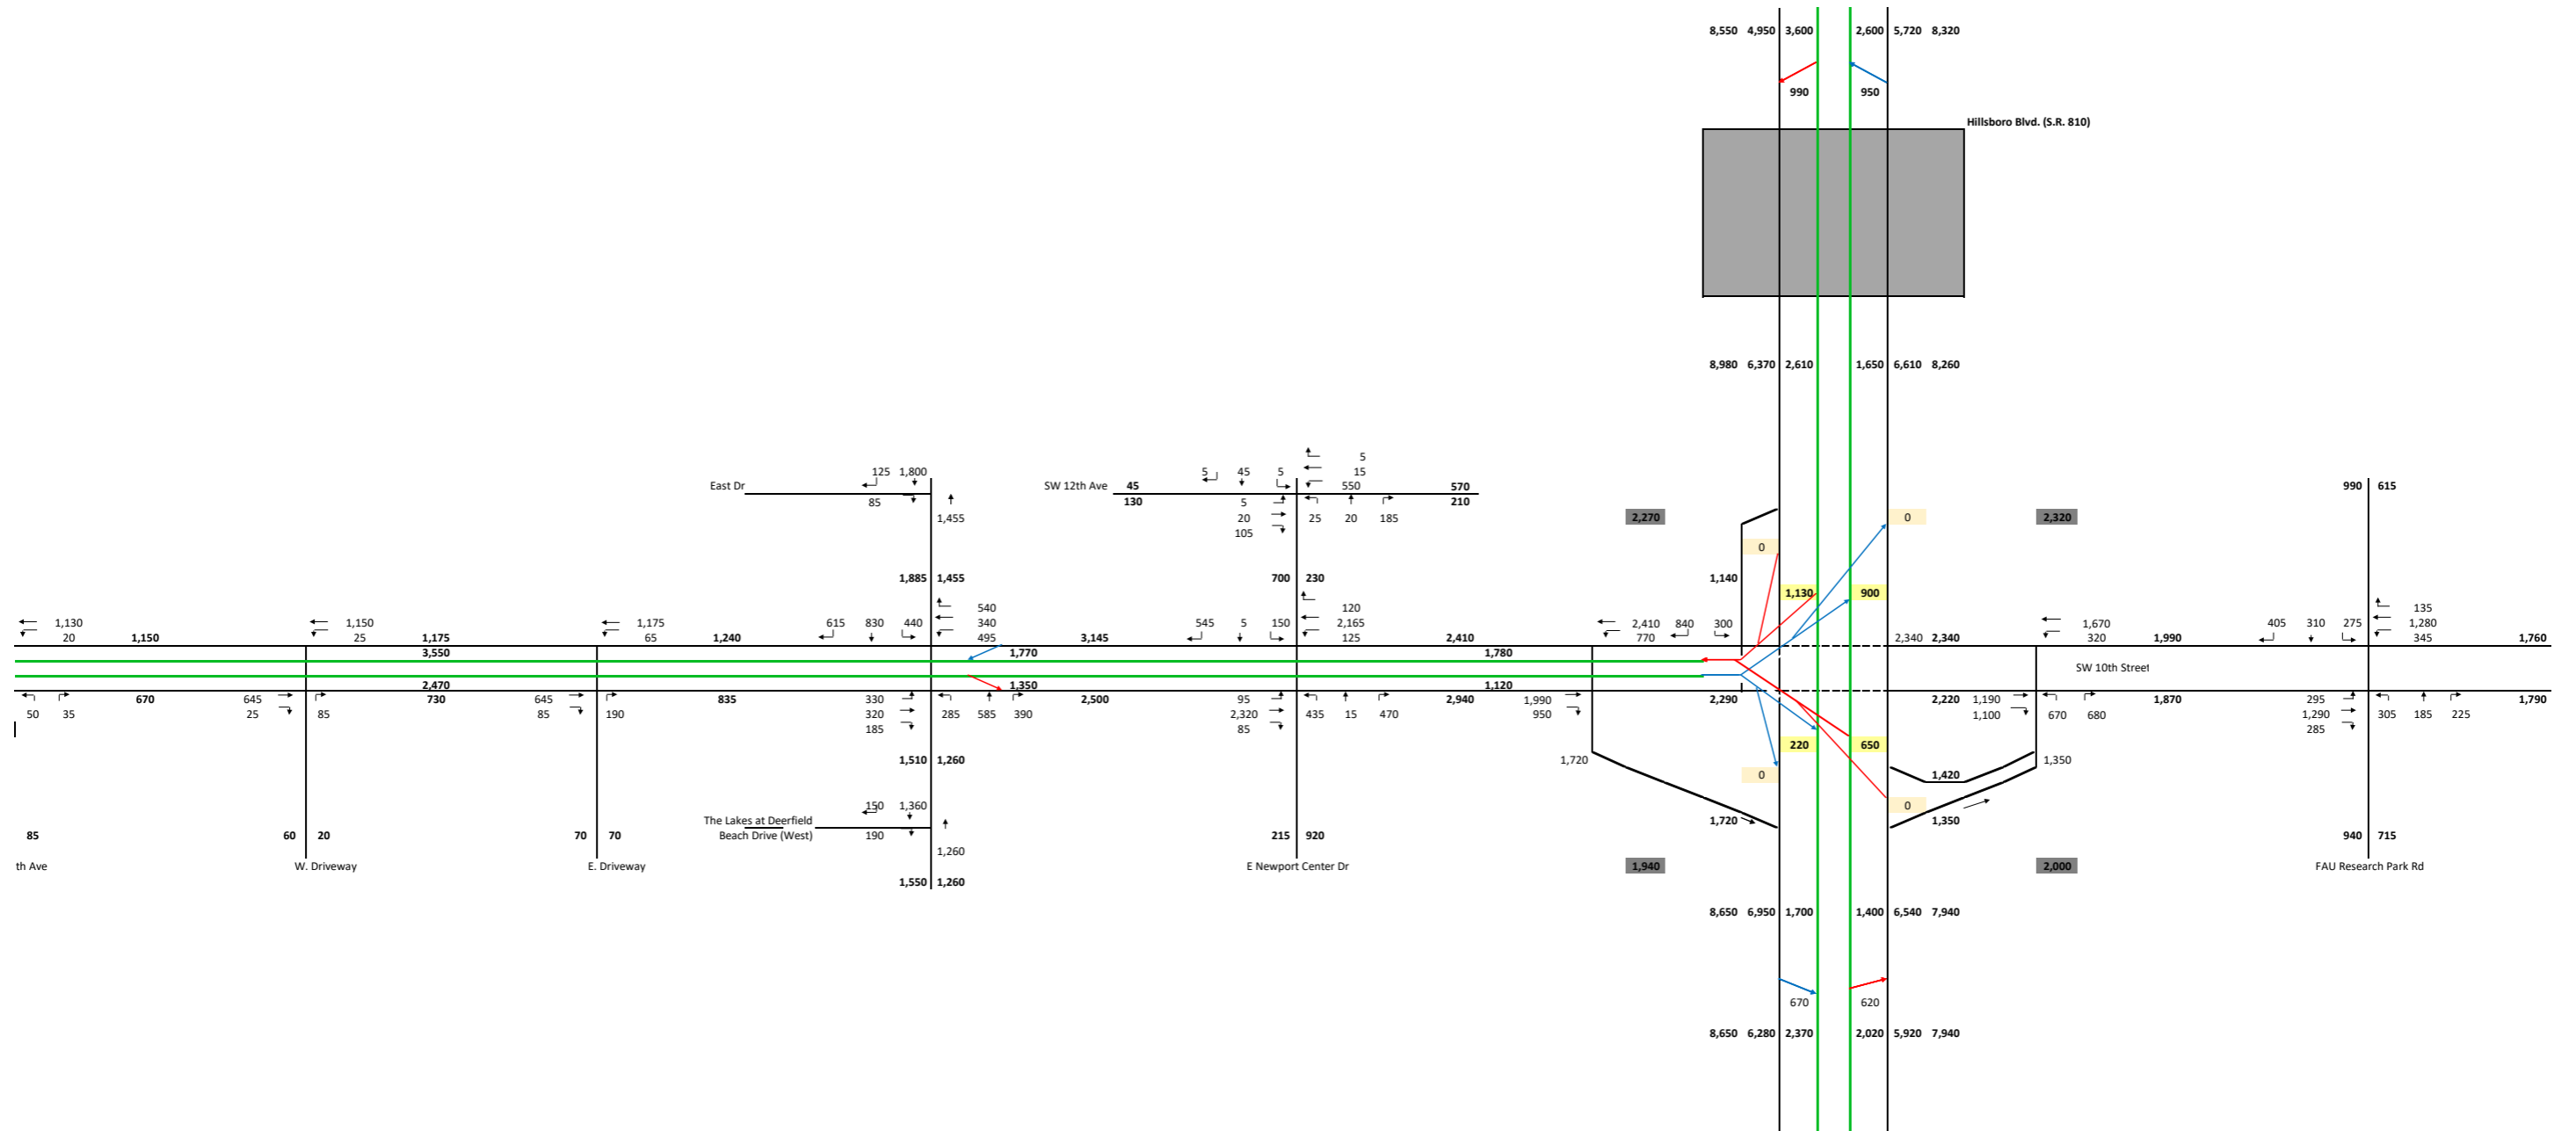 8,550 4,950 3,600 2,600 5,720 8,320
990 950
Hillsboro Blvd. (S.R. 810)
8,980 6,370 2,610 1,650 6,610 8,260
5
125 1,800 5 45 5 15
East Dr SW 12th Ave 45 550 570 990 615
85 130 5 210
1,455 20 25 20 185 2,270 0 2,320
105
0
1,885 1,455 700 230 1,140
1,130 900
540 120 135
1,130 1,150 1,175 615 830 440 340 545 5 150 2,165 2,410 840 300 1,670 405 310 275 1,280
20 1,150 25 1,175 65 1,240 495 3,145 125 2,410 770 2,340 2,340 320 1,990 345 1,760
3,550 1,770 1,780
SW 10th Street
2,470 1,350 1,120
670 645 730 645 835 330 2,500 95 2,940 1,990 2,290 2,220 1,190 1,870 295 1,790
50 35 25 85 85 190 320 285 585 390 2,320 435 15 470 950 1,100 670 680 1,290 305 185 225
185 85 285
220 650
1,510 1,260 1,720 1,350
0 1,420
150 1,360 0
The Lakes at Deerfield 1,720 1,350
85 60 20 70 70 Beach Drive (West) 190 215 920 940 715
1,260
th Ave W. Driveway E. Driveway E Newport Center Dr 1,940 2,000 FAU Research Park Rd
1,550 1,260
8,650 6,950 1,700 1,400 6,540 7,940
670 620
8,650 6,280 2,370 2,020 5,920 7,940